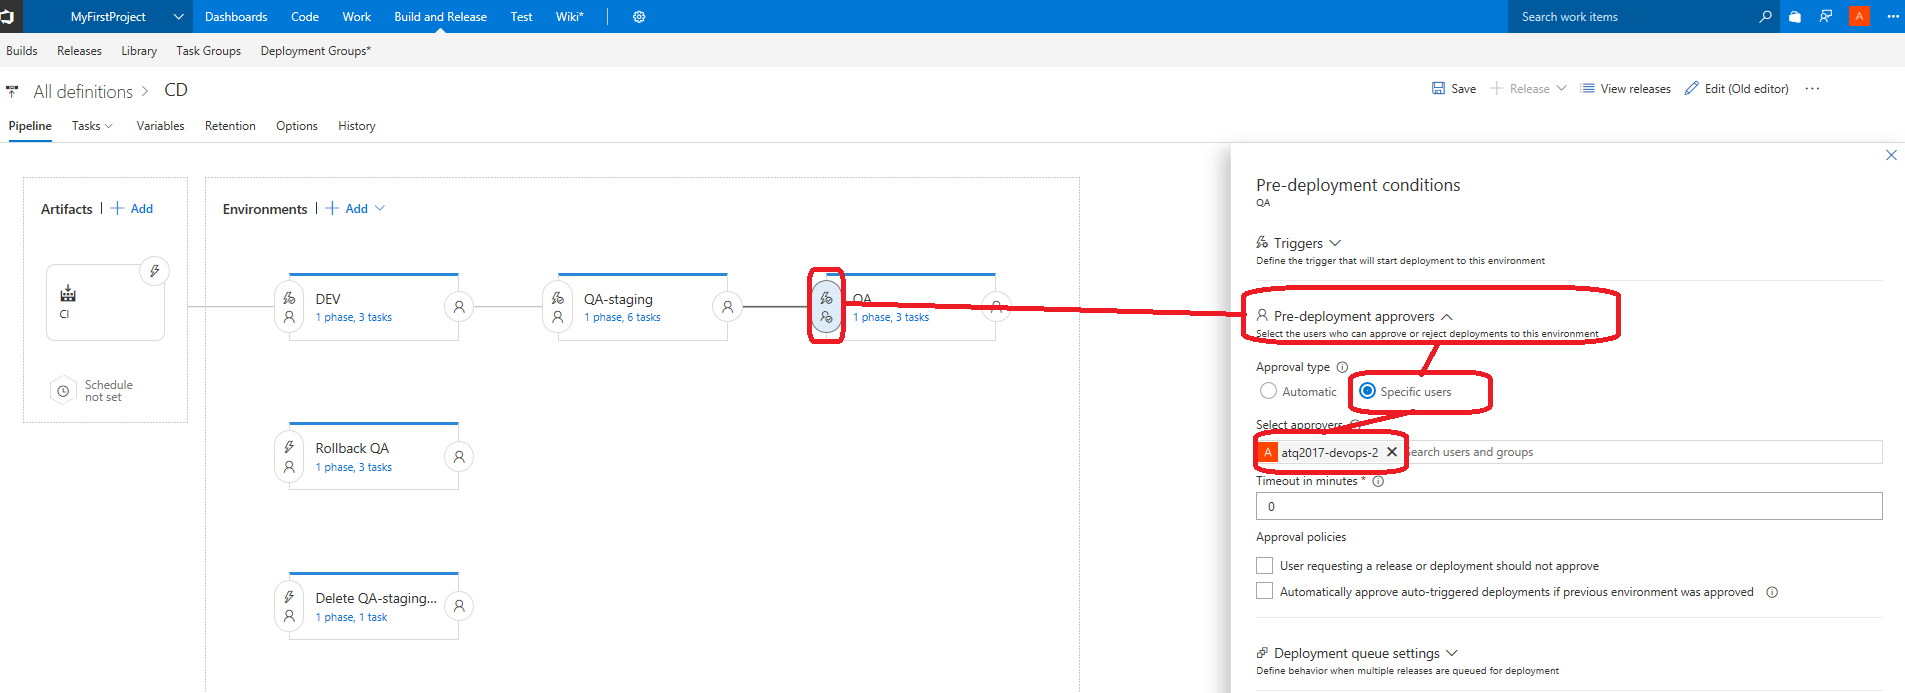 MyFirstProject
Dashboards Code Work Build and Release Test Wiki*
Search work items
A
Builds Releases Library Task Groups Deployment Groups*
All definitions > CD
Save Release View releases Edit (Old editor) ...
Pipeline Tasks Variables Retention Options History
Artifacts | + Add
CI
Schedule
not set
Environments | + Add
DEV
1 phase, 3 tasks
QA-staging
1 phase, 6 tasks
QA
1 phase, 3 tasks
Rollback QA
1 phase, 3 tasks
Delete QA-staging...
1 phase, 1 task
Pre-deployment conditions
QA
Triggers
Define the trigger that will start deployment to this environment
Pre-deployment approvers
Select the users who can approve or reject deployments to this environment
Approval type
Automatic Specific users
Select approvers
A atq2017-devops-2 Search users and groups
Timeout in minutes *
0
Approval policies
User requesting a release or deployment should not approve
Automatically approve auto-triggered deployments if previous environment was approved
Deployment queue settings
Define behavior when multiple releases are queued for deployment